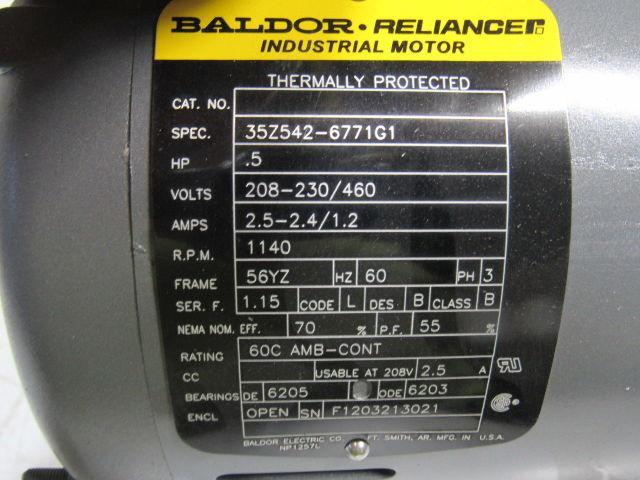 BALDOR · RELIANCER
INDUSTRIAL MOTOR
THERMALLY PROTECTED
CAT. NO.
SPEC. 35Z542-6771G1
HP .5
VOLTS 208-230/460
AMPS 2.5-2.4/1.2
R.P.M. 1140
FRAME 56YZ HZ 60 PH 3
SER. F. 1.15 CODE L DES B CLASS B
NEMA NOM. EFF. 70 % P.F. 55 %
RATING 60C AMB-CONT
CC USABLE AT 208V 2.5 A
BEARINGS DE 6205 ODE 6203
ENCL OPEN SN F1203213021
BALDOR ELECTRIC CO. FT. SMITH, AR. MFG. IN U.S.A.
NP1257L